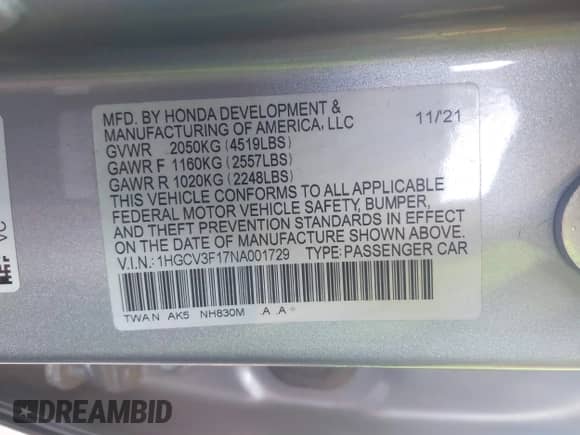 MFD. BY HONDA DEVELOPMENT &
MANUFACTURING OF AMERICA, LLC 11/21
GVWR 2050KG (4519LBS)
GAWR F 1160KG (2557LBS)
GAWR R 1020KG (2248LBS)
THIS VEHICLE CONFORMS TO ALL APPLICABLE
FEDERAL MOTOR VEHICLE SAFETY, BUMPER,
AND THEFT PREVENTION STANDARDS IN EFFECT
ON THE DATE OF MANUFACTURE SHOWN ABOVE.
V.I.N.: 1HGCV3F17NA001729 TYPE: PASSENGER CAR
TWAN AK5 NH830M .A .A
VC
DREAMBID